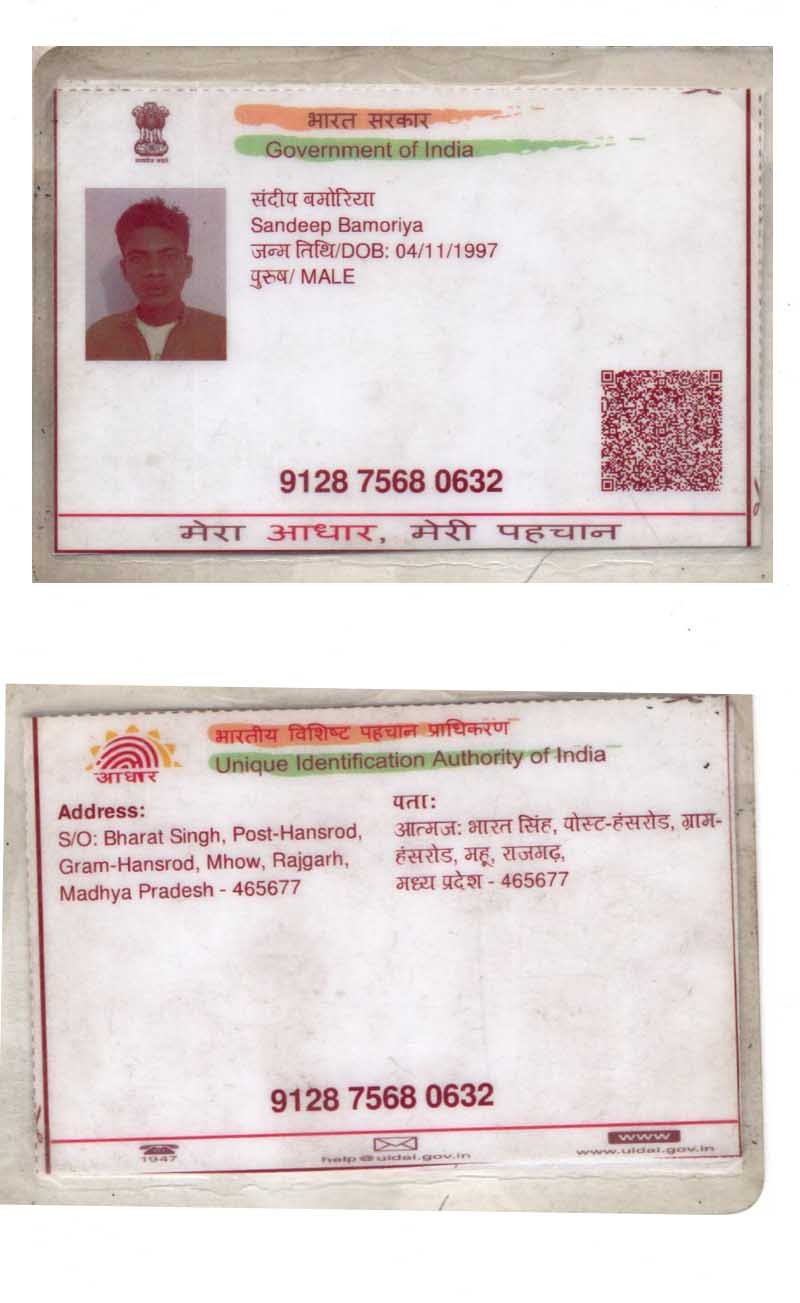 भारत सरकार
Government of India
संदीप बमोरिया
Sandeep Bamoriya
जन्म तिथि/DOB: 04/11/1997
पुरुष/ MALE
9128 7568 0632
मेरा आधार, मेरी पहचान
भारतीय विशिष्ट पहचान प्राधिकरण
Unique Identification Authority of India
आधार
Address:
S/O: Bharat Singh, Post-Hansrod,
Gram-Hansrod, Mhow, Rajgarh,
Madhya Pradesh - 465677
पता:
आत्मज: भारत सिंह, पोस्ट-हंसरोड, ग्राम-
हंसरोड, महू, राजगढ़,
मध्य प्रदेश - 465677
9128 7568 0632
1947
help@uidai.gov.in
www
www.uidai.gov.in